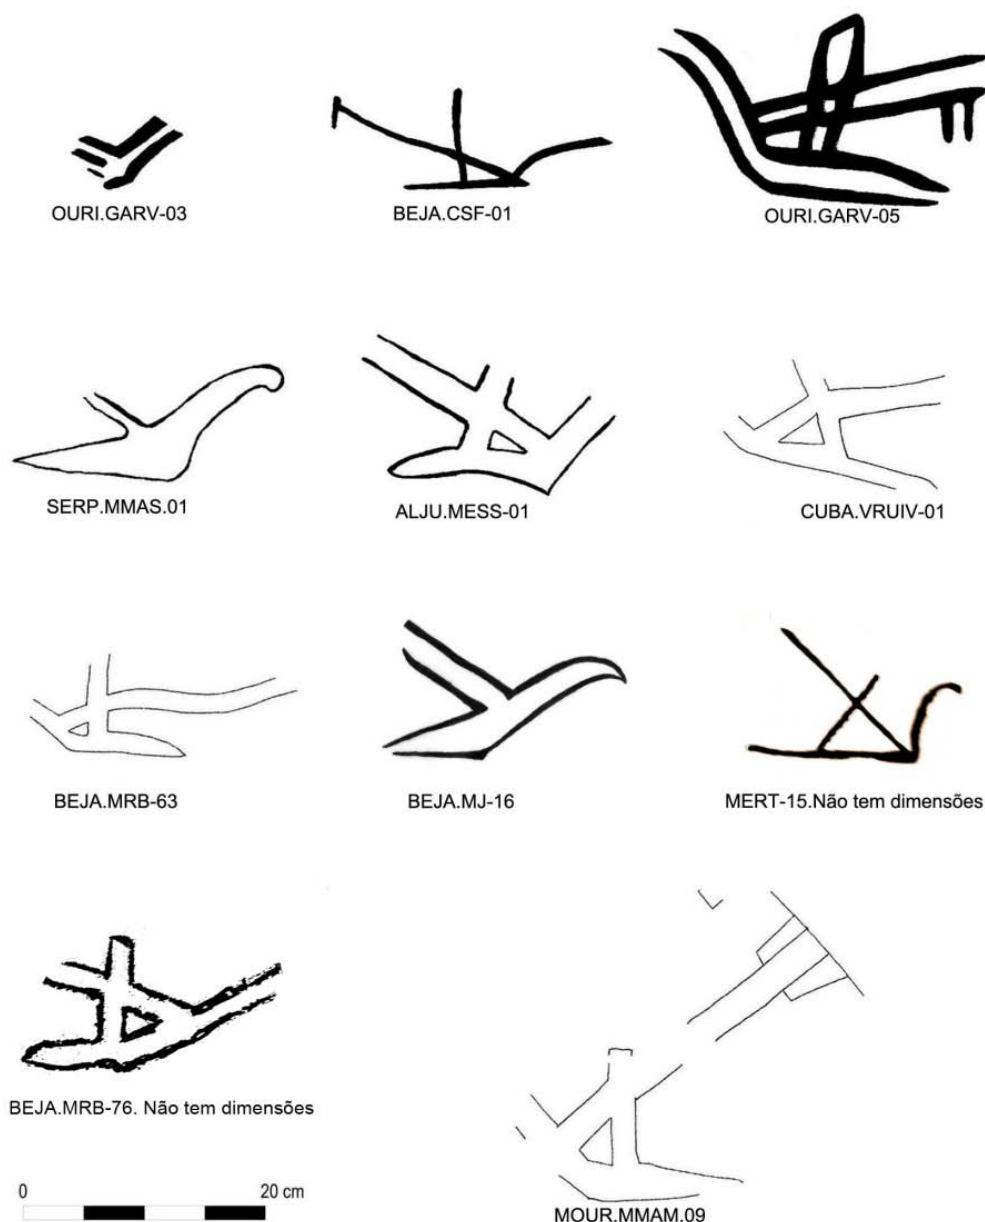 OURI.GARV-03
BEJA.CSF-01
OURI.GARV-05
SERP.MMAS.01
ALJU.MESS-01
CUBA.VRUIV-01
BEJA.MRB-63
BEJA.MJ-16
MERT-15.Não tem dimensões
BEJA.MRB-76. Não tem dimensões
0
20 cm
MOUR.MMAM.09